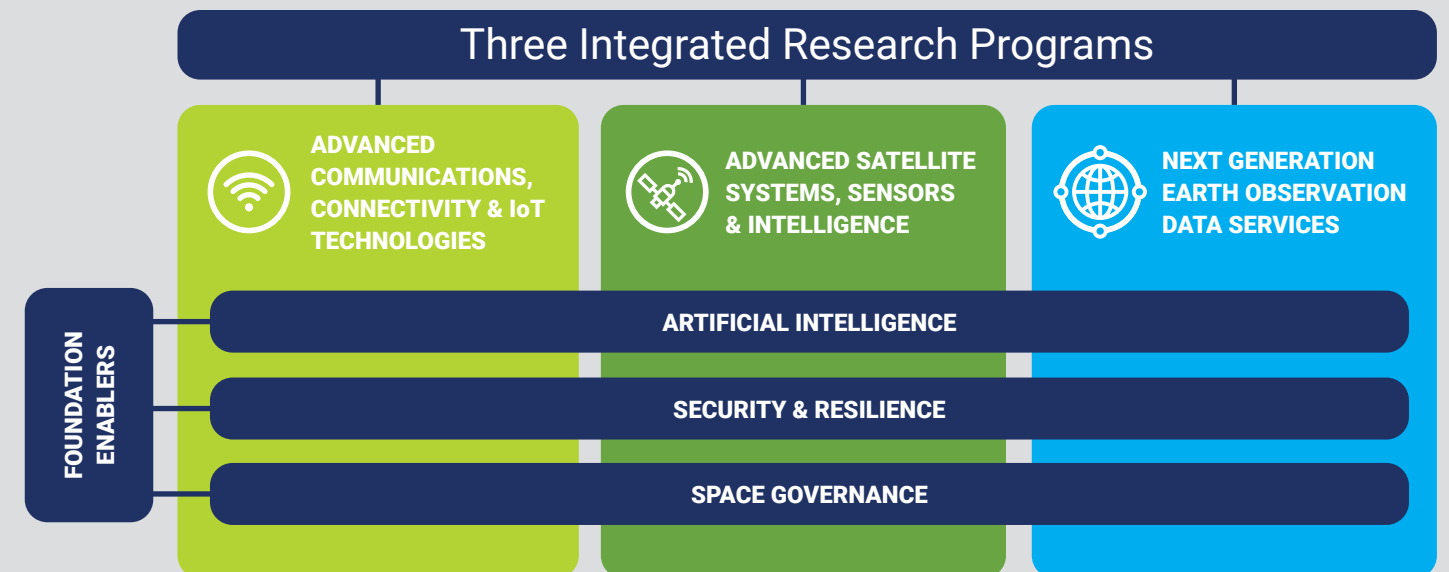 Three Integrated Research Programs
ADVANCED
COMMUNICATIONS,
CONNECTIVITY & IoT
TECHNOLOGIES
ADVANCED SATELLITE
SYSTEMS, SENSORS
& INTELLIGENCE
NEXT GENERATION
EARTH OBSERVATION
DATA SERVICES
FOUNDATION
ENABLERS
ARTIFICIAL INTELLIGENCE
SECURITY & RESILIENCE
SPACE GOVERNANCE